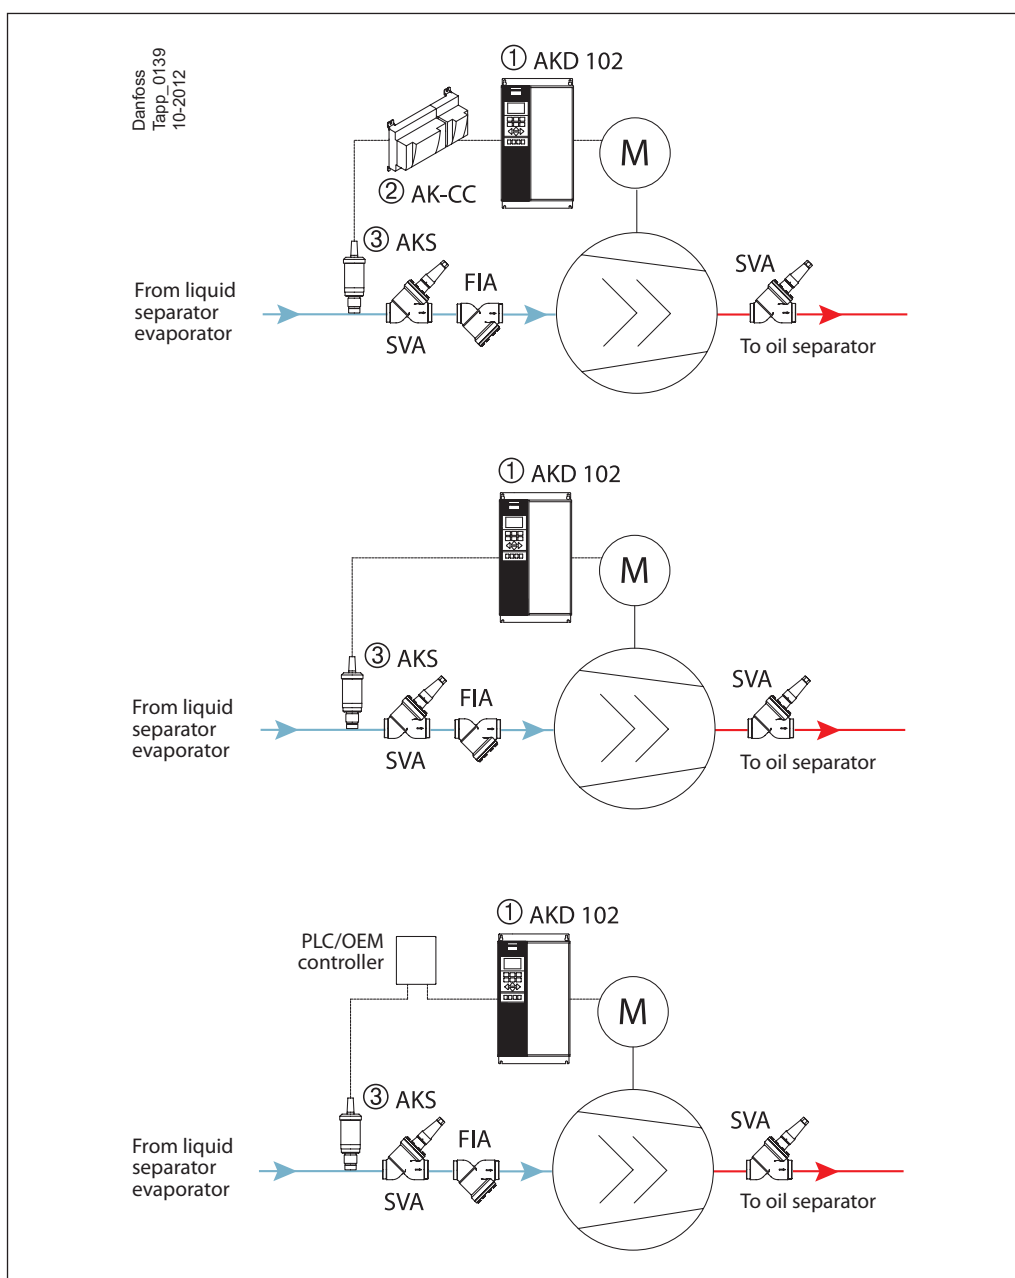 Danfoss
Tapp_0139
10-2012
① AKD 102
M
② AK-CC
③ AKS
SVA
FIA
From liquid
separator
evaporator
SVA
To oil separator
① AKD 102
M
③ AKS
SVA
FIA
From liquid
separator
evaporator
SVA
To oil separator
① AKD 102
PLC/OEM
controller
M
③ AKS
SVA
FIA
From liquid
separator
evaporator
SVA
To oil separator